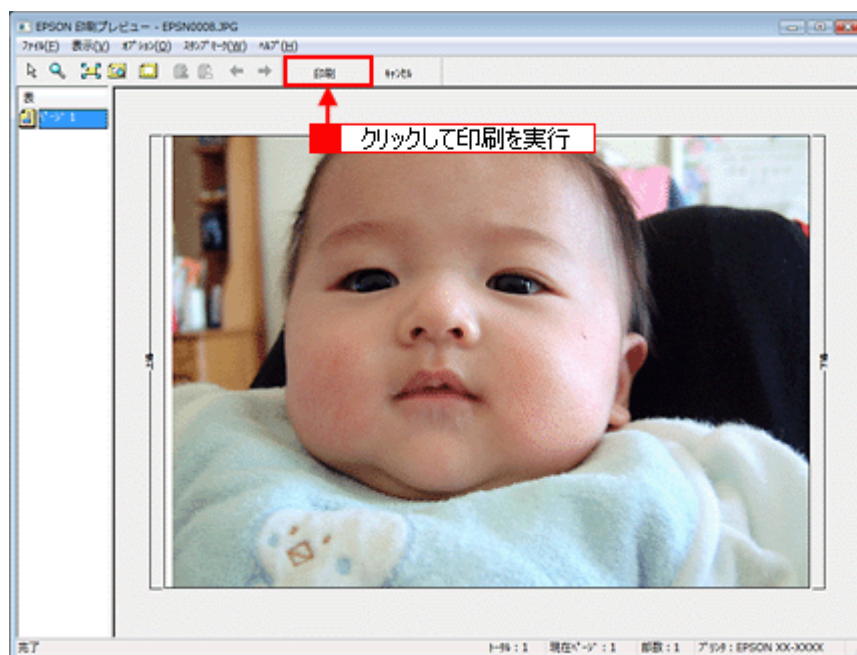 EPSON 印刷プレビュー - EPSN0008.JPG
ﾌｧｲﾙ(F) 表示(V) ｵﾌﾟｼｮﾝ(O) ｽﾀﾝﾌﾟﾏｰｸ(W) ﾍﾙﾌﾟ(H)
印刷 ｷｬﾝｾﾙ
表
ﾍﾟｰｼﾞ 1
クリックして印刷を実行
完了 ﾄｰﾀﾙ : 1 現在ﾍﾟｰｼﾞ : 1 部数 : 1 ﾌﾟﾘﾝﾀ : EPSON XX-XXXX